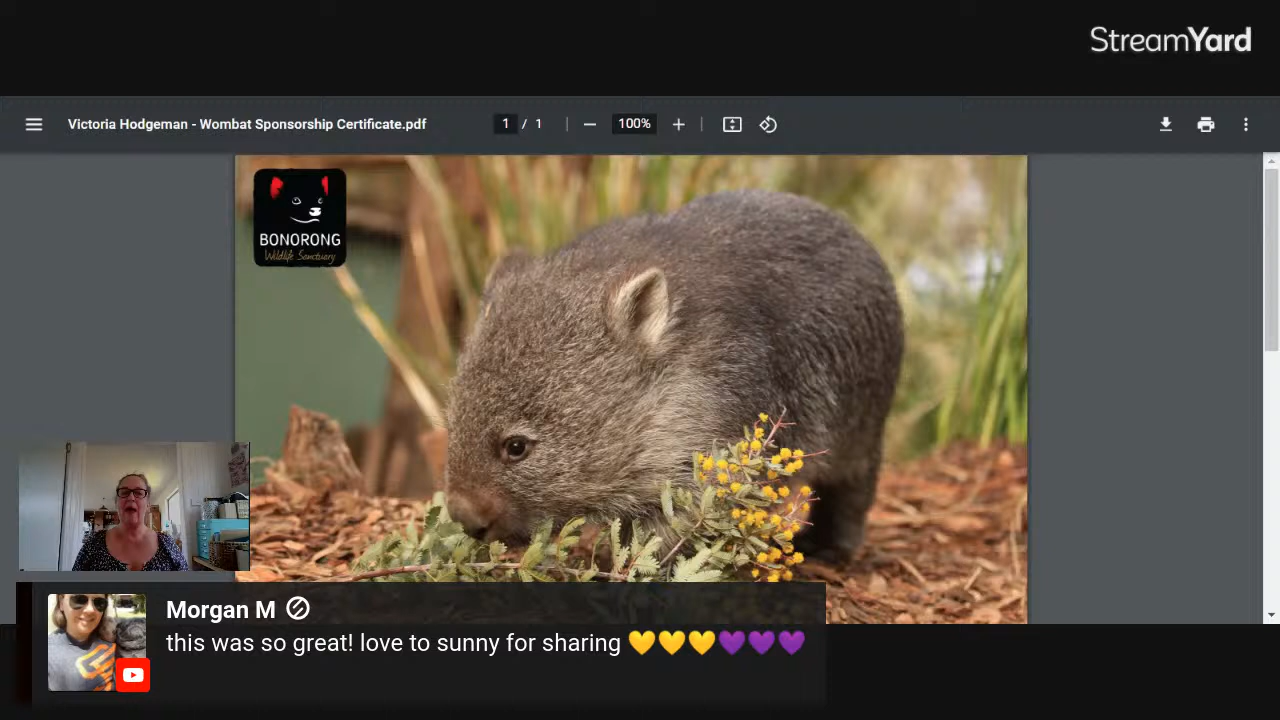 StreamYard
Victoria Hodgeman - Wombat Sponsorship Certificate.pdf
1 / 1
100%
BONORONG
Wildlife Sanctuary
Morgan M
this was so great! love to sunny for sharing 💛💛💛💜💜💜